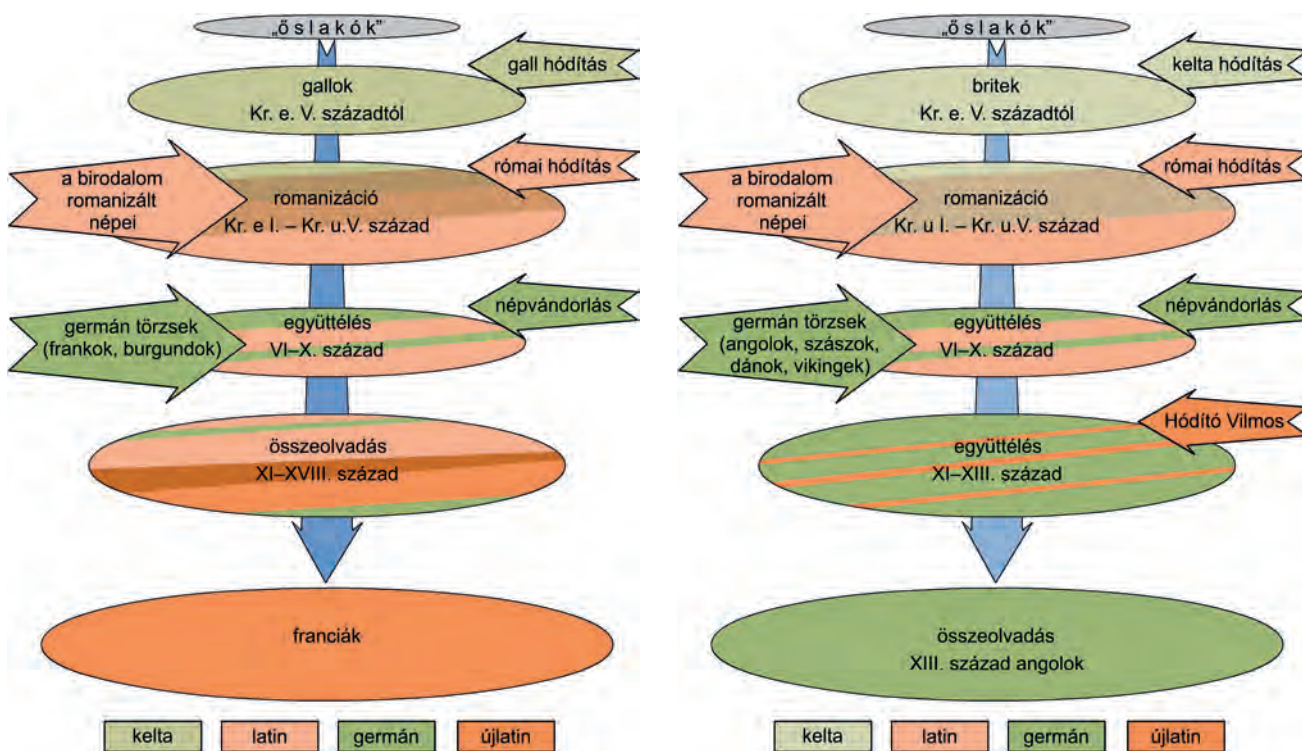 „ő s l a k ó k”
gall hódítás
gallok
Kr. e. V. századtól
római hódítás
a birodalom
romanizált
népei
romanizáció
Kr. e I. – Kr. u.V. század
népvándorlás
germán törzsek
(frankok, burgundok)
együttélés
VI–X. század
összeolvadás
XI–XVIII. század
franciák
kelta
latin
germán
újlatin
„ő s l a k ó k”
kelta hódítás
britek
Kr. e. V. századtól
római hódítás
a birodalom
romanizált
népei
romanizáció
Kr. u I. – Kr. u.V. század
népvándorlás
germán törzsek
(angolok, szászok,
dánok, vikingek)
együttélés
VI–X. század
Hódító Vilmos
együttélés
XI–XIII. század
összeolvadás
XIII. század angolok
kelta
latin
germán
újlatin